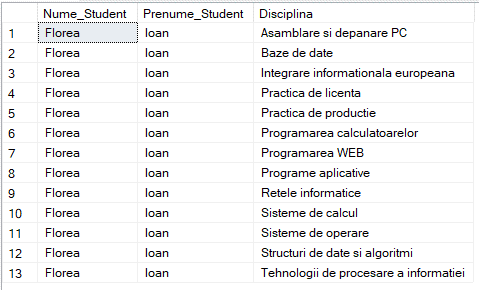 Nume_Student Prenume_Student Disciplina
1 Florea Ioan Asamblare si depanare PC
2 Florea Ioan Baze de date
3 Florea Ioan Integrare informationala europeana
4 Florea Ioan Practica de licenta
5 Florea Ioan Practica de productie
6 Florea Ioan Programarea calculatoarelor
7 Florea Ioan Programarea WEB
8 Florea Ioan Programe aplicative
9 Florea Ioan Retele informatice
10 Florea Ioan Sisteme de calcul
11 Florea Ioan Sisteme de operare
12 Florea Ioan Structuri de date si algoritmi
13 Florea Ioan Tehnologii de procesare a informatiei